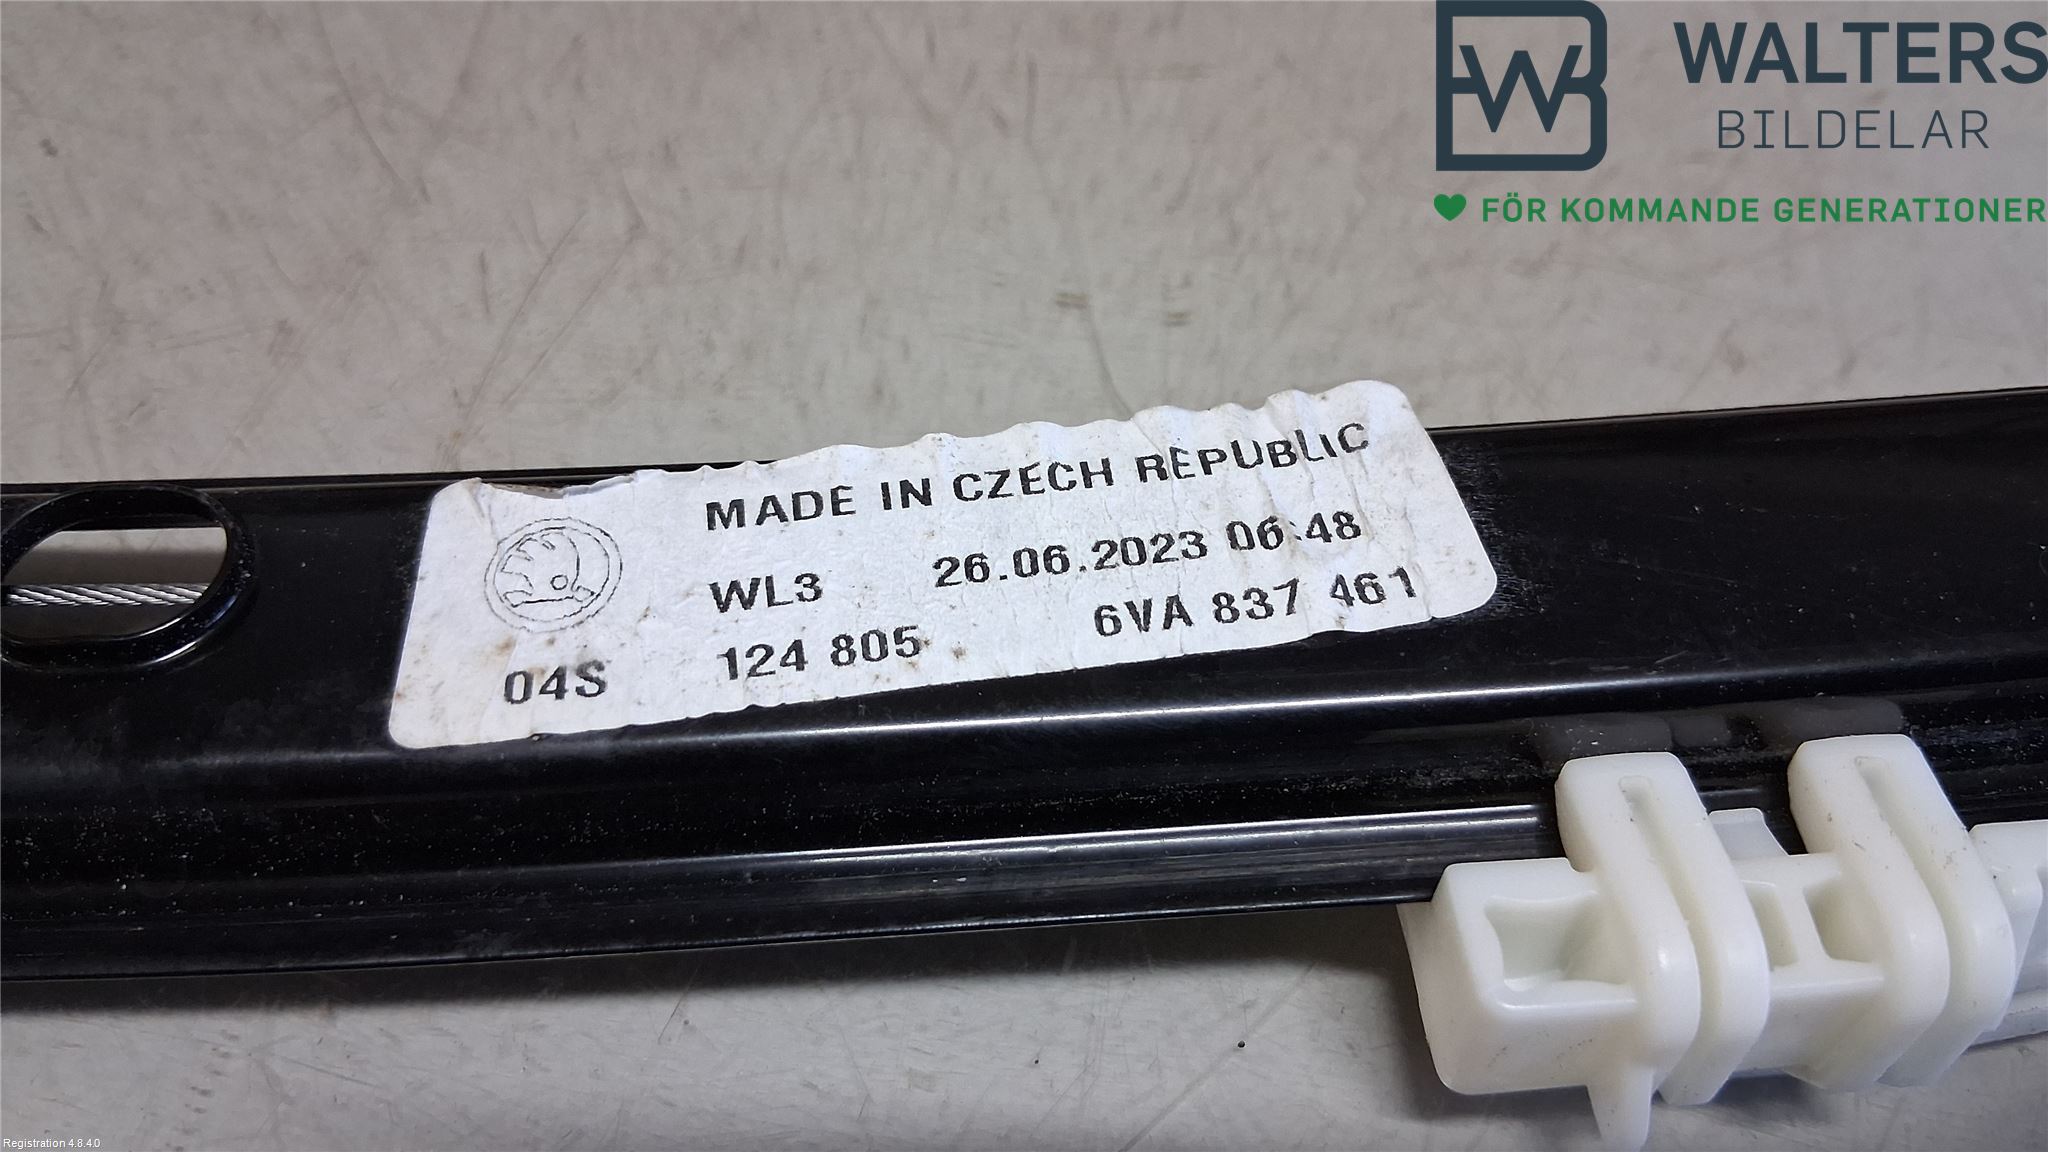 WALTERS
BILDELAR
FÖR KOMMANDE GENERATIONER
MADE IN CZECH REPUBLIC
WL3 26.06.2023 06:48
04S 124 805 6VA 837 461
Registration 4.8.4.0